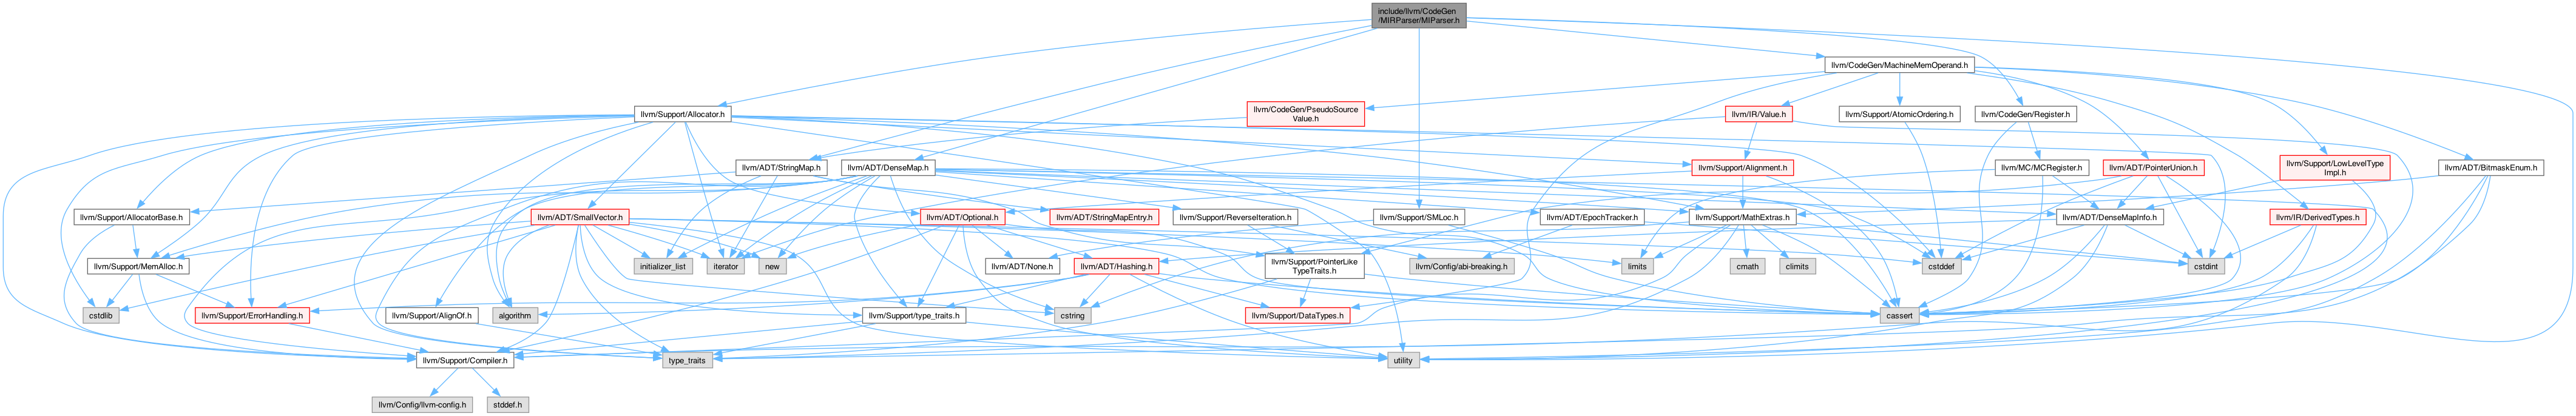 include/llvm/CodeGen
/MIRParser/MIParser.h
llvm/CodeGen/MachineMemOperand.h
llvm/Support/Allocator.h
llvm/CodeGen/PseudoSource
Value.h
llvm/IR/Value.h
llvm/Support/AtomicOrdering.h
llvm/CodeGen/Register.h
llvm/ADT/StringMap.h
llvm/ADT/DenseMap.h
llvm/Support/Alignment.h
llvm/MC/MCRegister.h
llvm/ADT/PointerUnion.h
llvm/Support/LowLevelType
Impl.h
llvm/ADT/BitmaskEnum.h
llvm/Support/AllocatorBase.h
llvm/ADT/SmallVector.h
llvm/ADT/Optional.h
llvm/ADT/StringMapEntry.h
llvm/Support/ReverseIteration.h
llvm/Support/SMLoc.h
llvm/ADT/EpochTracker.h
llvm/Support/MathExtras.h
llvm/ADT/DenseMapInfo.h
llvm/IR/DerivedTypes.h
llvm/Support/MemAlloc.h
initializer_list
iterator
new
llvm/ADT/None.h
llvm/ADT/Hashing.h
llvm/Support/PointerLike
TypeTraits.h
llvm/Config/abi-breaking.h
limits
cmath
climits
cstddef
cstdint
cstdlib
llvm/Support/ErrorHandling.h
llvm/Support/AlignOf.h
algorithm
llvm/Support/type_traits.h
cstring
llvm/Support/DataTypes.h
cassert
llvm/Support/Compiler.h
type_traits
utility
llvm/Config/llvm-config.h
stddef.h